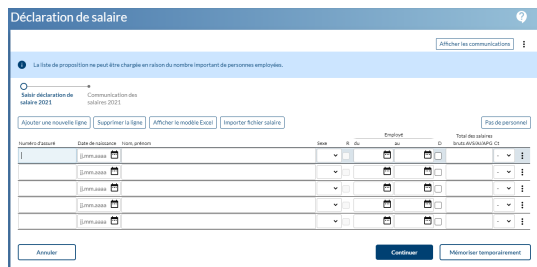 Déclaration de salaire
Afficher les communications
La liste de proposition ne peut être chargée en raison du nombre important de personnes employées.
Saisir déclaration de salaire 2021
Communication des salaires 2021
Ajouter une nouvelle ligne
Supprimer la ligne
Afficher le modèle Excel
Importer fichier salaire
Pas de personnel
Employé
Total des salaires
Numéro d'assuré Date de naissance Nom, prénom Sexe R du au D bruts AVS/AI/APG Ct
jj.mm.aaaa -
jj.mm.aaaa -
jj.mm.aaaa -
jj.mm.aaaa -
jj.mm.aaaa -
Annuler
Continuer
Mémoriser temporairement